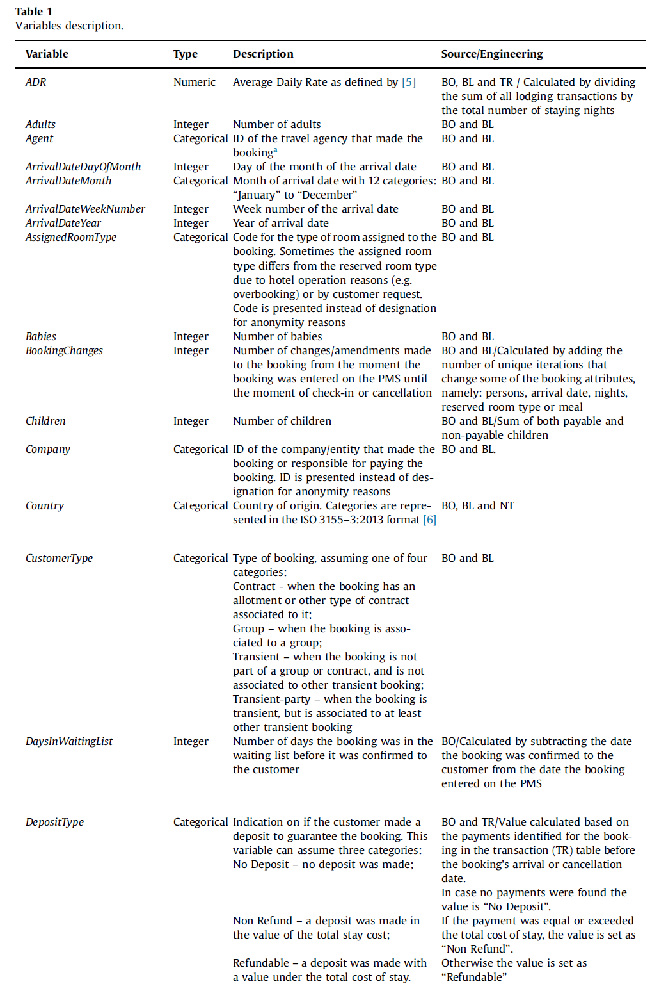 Table 1
Variables description.
Variable Type Description Source/Engineering
ADR Numeric Average Daily Rate as defined by [5] BO, BL and TR / Calculated by dividing
the sum of all lodging transactions by
the total number of staying nights
Adults Integer Number of adults BO and BL
Agent Categorical ID of the travel agency that made the BO and BL
bookingᵃ
ArrivalDateDayOfMonth Integer Day of the month of the arrival date BO and BL
ArrivalDateMonth Categorical Month of arrival date with 12 categories: BO and BL
“January” to “December”
ArrivalDateWeekNumber Integer Week number of the arrival date BO and BL
ArrivalDateYear Integer Year of arrival date BO and BL
AssignedRoomType Categorical Code for the type of room assigned to the BO and BL
booking. Sometimes the assigned room
type differs from the reserved room type
due to hotel operation reasons (e.g.
overbooking) or by customer request.
Code is presented instead of designation
for anonymity reasons
Babies Integer Number of babies BO and BL
BookingChanges Integer Number of changes/amendments made BO and BL/Calculated by adding the
to the booking from the moment the number of unique iterations that
booking was entered on the PMS until change some of the booking attributes,
the moment of check-in or cancellation namely: persons, arrival date, nights,
reserved room type or meal
Children Integer Number of children BO and BL/Sum of both payable and
non-payable children
Company Categorical ID of the company/entity that made the BO and BL.
booking or responsible for paying the
booking. ID is presented instead of des-
ignation for anonymity reasons
Country Categorical Country of origin. Categories are repre- BO, BL and NT
sented in the ISO 3155–3:2013 format [6]
CustomerType Categorical Type of booking, assuming one of four BO and BL
categories:
Contract - when the booking has an
allotment or other type of contract
associated to it;
Group – when the booking is asso-
ciated to a group;
Transient – when the booking is not
part of a group or contract, and is not
associated to other transient booking;
Transient-party – when the booking is
transient, but is associated to at least
other transient booking
DaysInWaitingList Integer Number of days the booking was in the BO/Calculated by subtracting the date
waiting list before it was confirmed to the booking was confirmed to the
the customer customer from the date the booking
entered on the PMS
DepositType Categorical Indication on if the customer made a BO and TR/Value calculated based on
deposit to guarantee the booking. This the payments identified for the book-
variable can assume three categories: ing in the transaction (TR) table before
No Deposit – no deposit was made; the booking's arrival or cancellation
date.
In case no payments were found the
value is “No Deposit”.
Non Refund – a deposit was made in If the payment was equal or exceeded
the value of the total stay cost; the total cost of stay, the value is set as
“Non Refund”.
Refundable – a deposit was made with Otherwise the value is set as
a value under the total cost of stay. “Refundable”